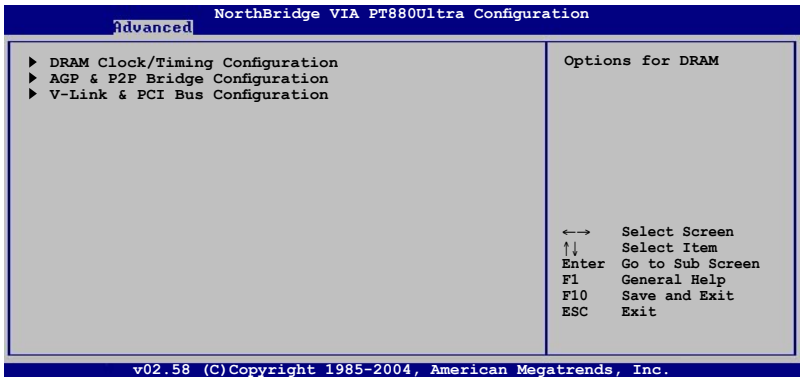 NorthBridge VIA PT880Ultra Configuration
Advanced
DRAM Clock/Timing Configuration
AGP & P2P Bridge Configuration
V-Link & PCI Bus Configuration
Options for DRAM
←→ Select Screen
↑↓ Select Item
Enter Go to Sub Screen
F1 General Help
F10 Save and Exit
ESC Exit
v02.58 (C)Copyright 1985-2004, American Megatrends, Inc.